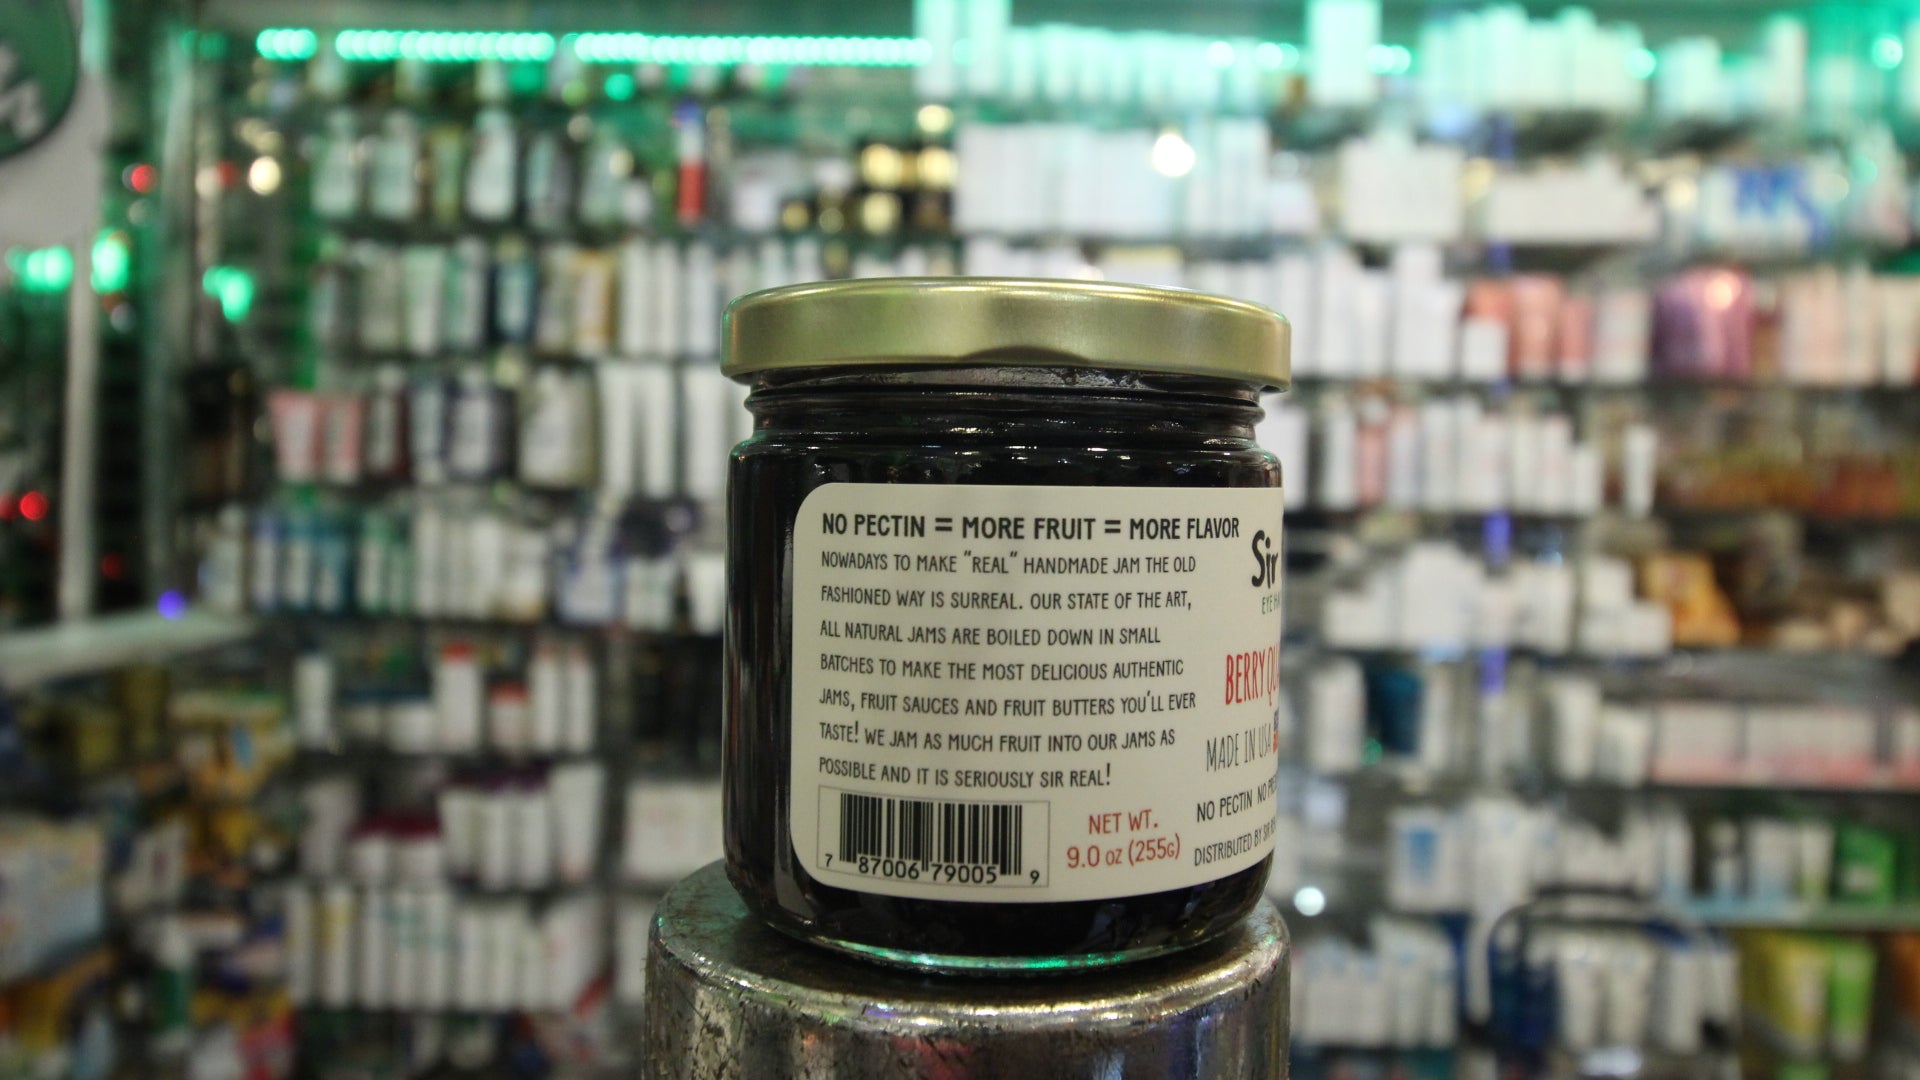 NO PECTIN = MORE FRUIT = MORE FLAVOR
NOWADAYS TO MAKE "REAL" HANDMADE JAM THE OLD
FASHIONED WAY IS SURREAL. OUR STATE OF THE ART,
ALL NATURAL JAMS ARE BOILED DOWN IN SMALL
BATCHES TO MAKE THE MOST DELICIOUS AUTHENTIC
JAMS, FRUIT SAUCES AND FRUIT BUTTERS YOU'LL EVER
TASTE! WE JAM AS MUCH FRUIT INTO OUR JAMS AS
POSSIBLE AND IT IS SERIOUSLY SIR REAL!
7 87006 79005 9
NET WT.
9.0 OZ (255G)
Sir
BERRY
MADE IN USA
NO PECTIN NO
DISTRIBUTED BY SIR